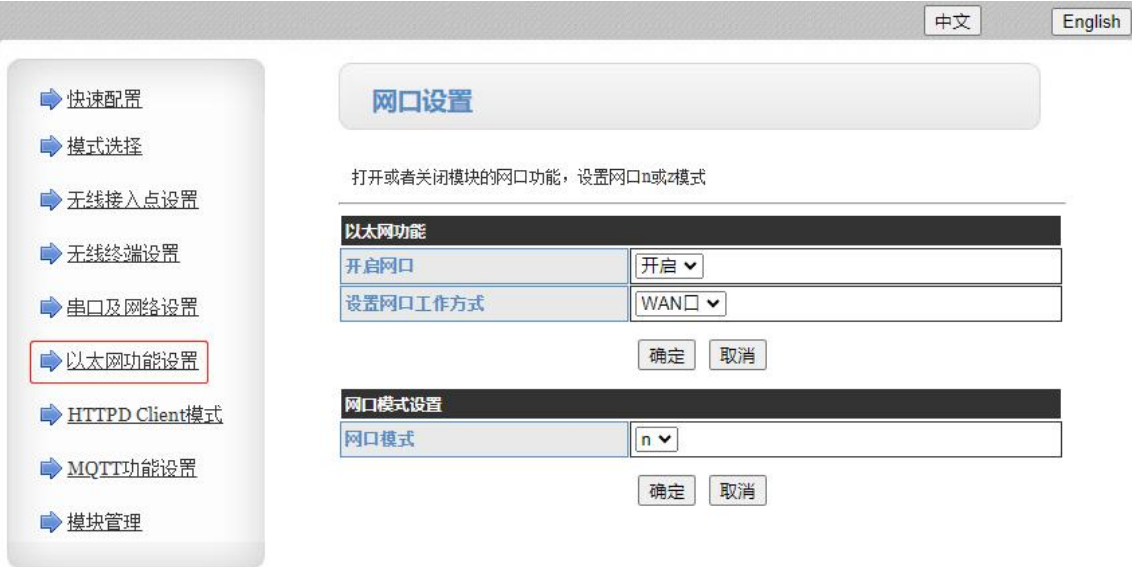 中文 English
快速配置
模式选择
无线接入点设置
无线终端设置
串口及网络设置
以太网功能设置
HTTPD Client模式
MQTT功能设置
模块管理
网口设置
打开或者关闭模块的网口功能，设置网口n或z模式
以太网功能
开启网口 开启
设置网口工作方式 WAN口
确定 取消
网口模式设置
网口模式 n
确定 取消